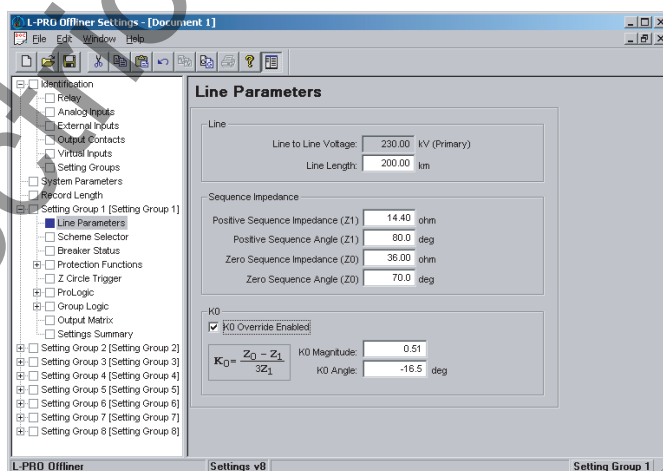 L-PRO Offliner Settings - [Document 1]
File Edit Window Help
Identification
Relay
Analog Inputs
External Inputs
Output Contacts
Virtual Inputs
Setting Groups
System Parameters
Record Length
Setting Group 1 [Setting Group 1]
Line Parameters
Scheme Selector
Breaker Status
Protection Functions
Z Circle Trigger
ProLogic
Group Logic
Output Matrix
Settings Summary
Setting Group 2 [Setting Group 2]
Setting Group 3 [Setting Group 3]
Setting Group 4 [Setting Group 4]
Setting Group 5 [Setting Group 5]
Setting Group 6 [Setting Group 6]
Setting Group 7 [Setting Group 7]
Setting Group 8 [Setting Group 8]
Line Parameters
Line
Line to Line Voltage: 230.00 kV (Primary)
Line Length: 200.00 km
Sequence Impedance
Positive Sequence Impedance (Z1) 14.40 ohm
Positive Sequence Angle (Z1) 80.0 deg
Zero Sequence Impedance (Z0) 36.00 ohm
Zero Sequence Angle (Z0) 70.0 deg
K0
K0 Override Enabled
K0 = Z0 - Z1
3Z1
K0 Magnitude: 0.51
K0 Angle: -16.5 deg
L-PRO Offliner Settings v8 Setting Group 1